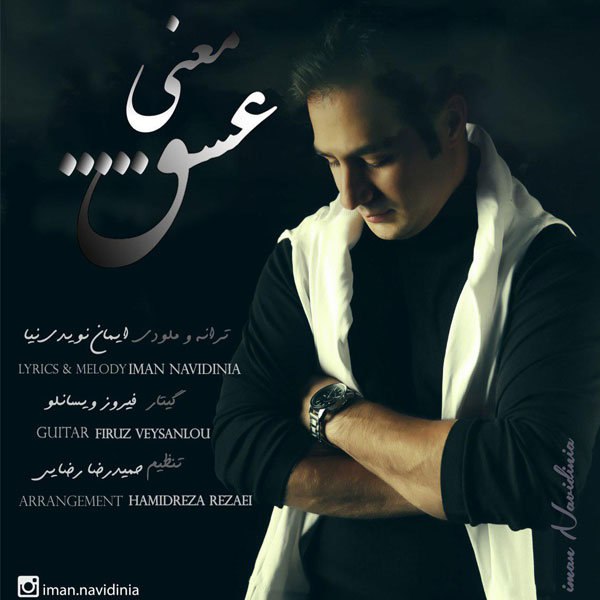 معنی
عشق
ترانه و ملودی ایمان نویدی نیا
LYRICS & MELODY IMAN NAVIDINIA
گیتار فیروز ویسانلو
GUITAR FIRUZ VEYSANLOU
تنظیم حمیدرضا رضایی
ARRANGEMENT HAMIDREZA REZAEI
iman.navidinia
iman Navidinia